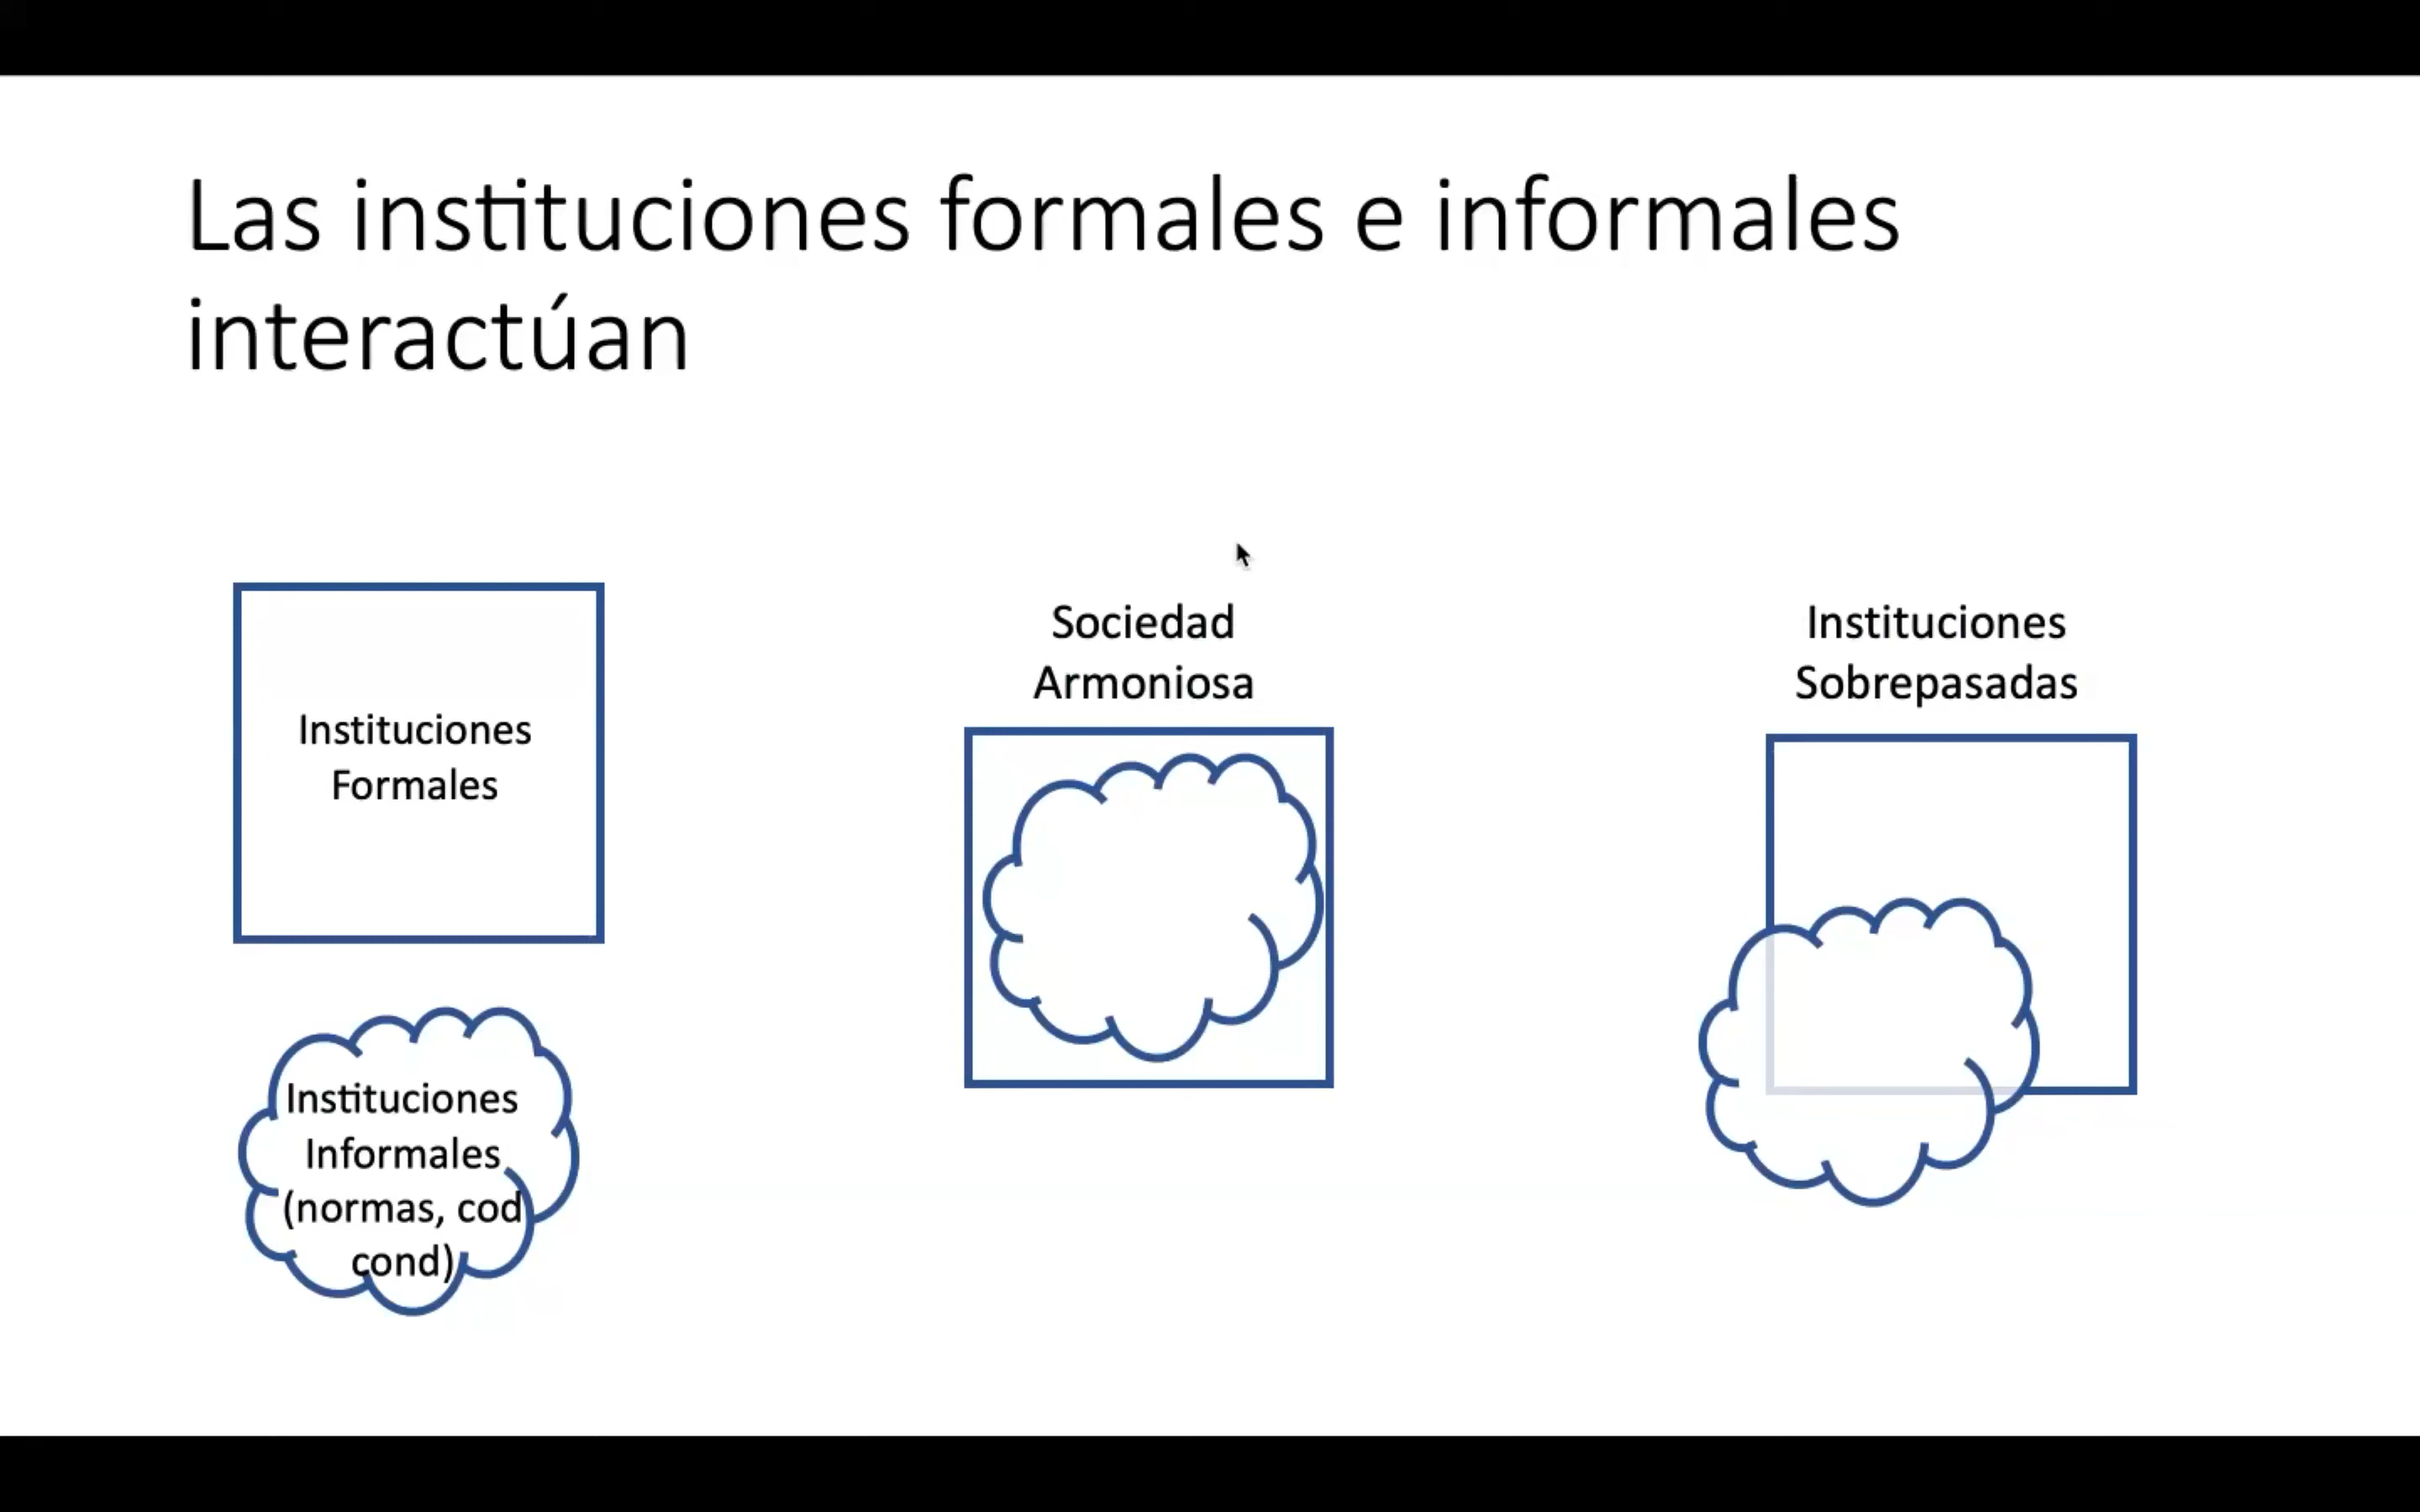 Las instituciones formales e informales
interactúan
Instituciones
Formales
Instituciones
Informales
(normas, cod
cond)
Sociedad
Armoniosa
Instituciones
Sobrepasadas